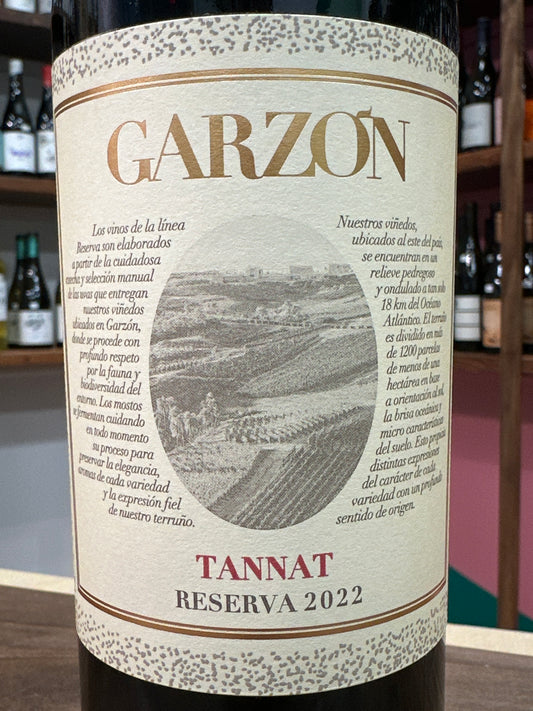 GARZÓN
Los vinos de la línea
Reserva son elaborados
a partir de la cuidadosa
cosecha y selección manual
de las uvas que entregan
nuestros viñedos
ubicados en Garzón,
donde se procede con
profundo respeto
por la fauna y
biodiversidad del
entorno. Los mostos
se fermentan cuidando
en todo momento
su proceso para
preservar la elegancia,
aromas de cada variedad
y la expresión fiel
de nuestro terruño.
Nuestros viñedos,
ubicados al este del país,
se encuentran en un
relieve pedregoso
y ondulado a tan solo
18 km del Océano
Atlántico. El terruño
es dividido en más
de 1200 parcelas
de menos de una
hectárea en base
a orientación al sol,
la brisa oceánica y
micro características
del suelo. Esto propicia
distintas expresiones
del carácter de cada
variedad con un profundo
sentido de origen.
TANNAT
RESERVA 2022